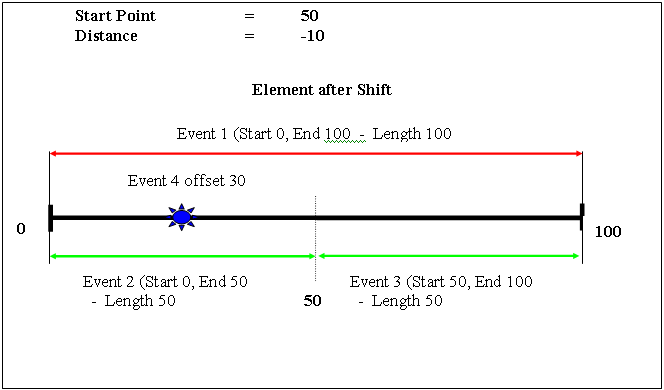 Start Point = 50
Distance = -10
Element after Shift
Event 1 (Start 0, End 100 - Length 100
Event 4 offset 30
0
100
Event 2 (Start 0, End 50
- Length 50
50
Event 3 (Start 50, End 100
- Length 50